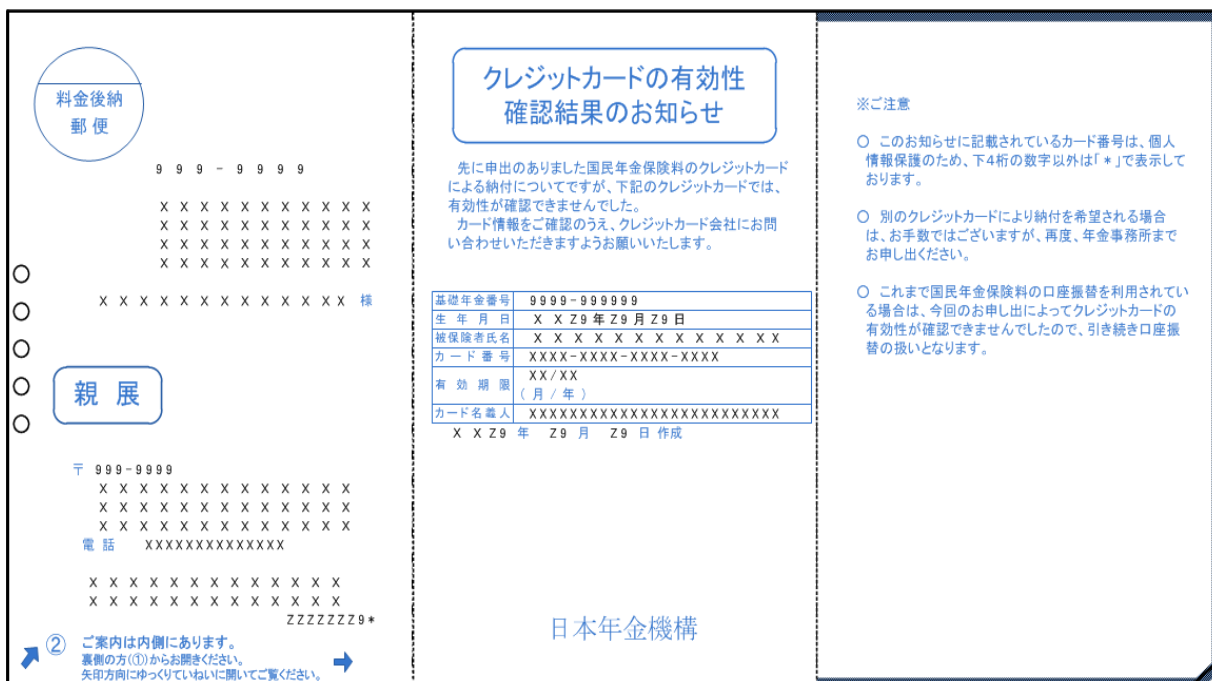 料金後納
郵便
999-9999
XXXXXXXXXXX
XXXXXXXXXXX
XXXXXXXXXXX
XXXXXXXXXXX
XXXXXXXXXXXXX 様
親展
〒 999-9999
XXXXXXXXXXXXX
XXXXXXXXXXXXX
XXXXXXXXXXXXX
電話 XXXXXXXXXXXXXX
XXXXXXXXXXXXX
XXXXXXXXXXXXX
ZZZZZZZ9*
② ご案内は内側にあります。
裏側の方(①)からお開きください。
矢印方向にゆっくりていねいに開いてご覧ください。
クレジットカードの有効性
確認結果のお知らせ
先に申出のありました国民年金保険料のクレジットカード
による納付についてですが、下記のクレジットカードでは、
有効性が確認できませんでした。
カード情報をご確認のうえ、クレジットカード会社にお問
い合わせいただきますようお願いいたします。
基礎年金番号 9999-999999
生年月日 XXZ9年Z9月Z9日
被保険者氏名 XXXXXXXXXXXXX
カード番号 XXXX-XXXX-XXXX-XXXX
有効期限 XX/XX
(月/年)
カード名義人 XXXXXXXXXXXXXXXXXXXXXXXXX
XXZ9年 Z9月 Z9日作成
日本年金機構
※ご注意
○ このお知らせに記載されているカード番号は、個人
情報保護のため、下4桁の数字以外は「*」で表示して
おります。
○ 別のクレジットカードにより納付を希望される場合
は、お手数ではございますが、再度、年金事務所まで
お申し出ください。
○ これまで国民年金保険料の口座振替を利用されてい
る場合は、今回のお申し出によってクレジットカードの
有効性が確認できませんでしたので、引き続き口座振
替の扱いとなります。